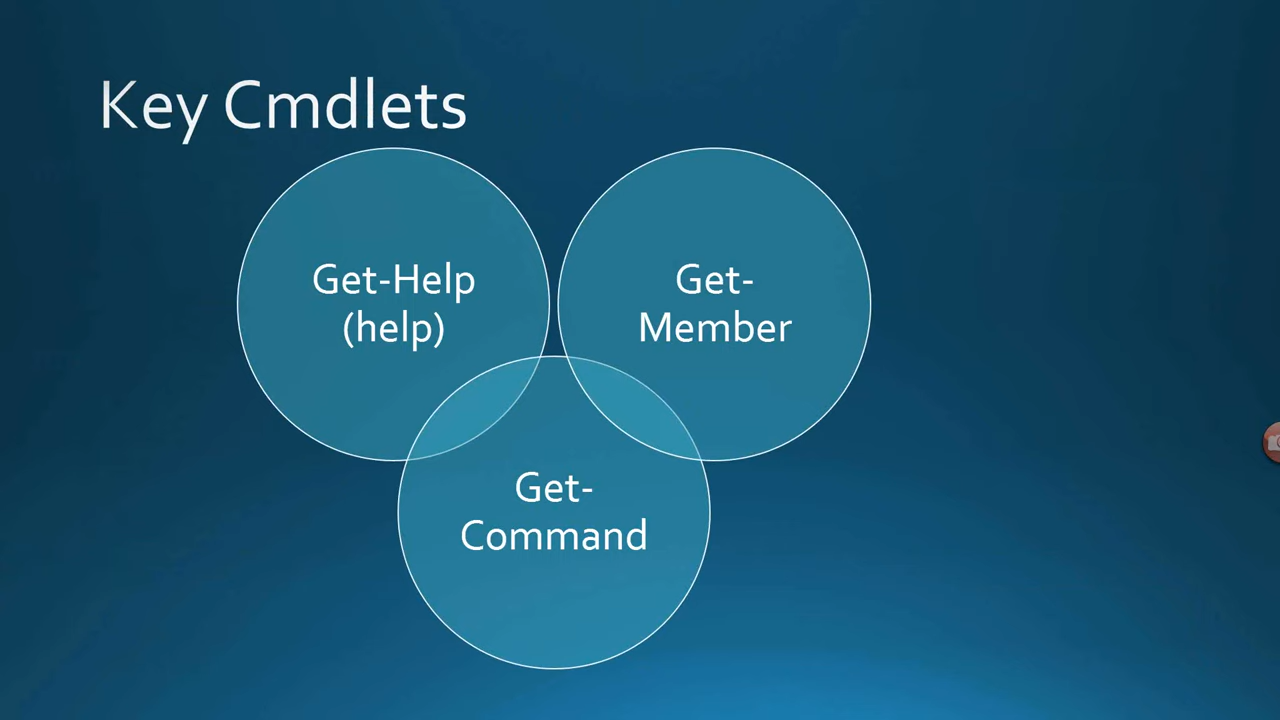 Key Cmdlets
Get-Help
(help)
Get-
Member
Get-
Command